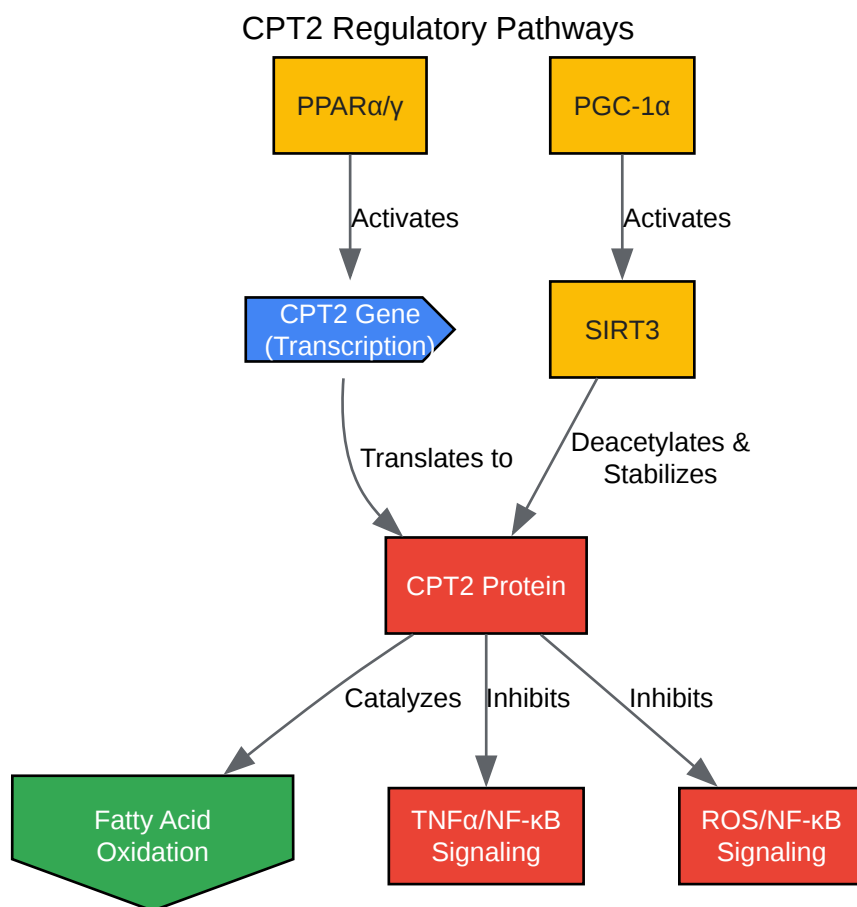 CPT2 Regulatory Pathways
PPARα/γ
PGC-1α
Activates
Activates
CPT2 Gene
(Transcription)
SIRT3
Translates to
Deacetylates &
Stabilizes
CPT2 Protein
Catalyzes
Inhibits
Inhibits
Fatty Acid
Oxidation
TNFα/NF-κB
Signaling
ROS/NF-κB
Signaling